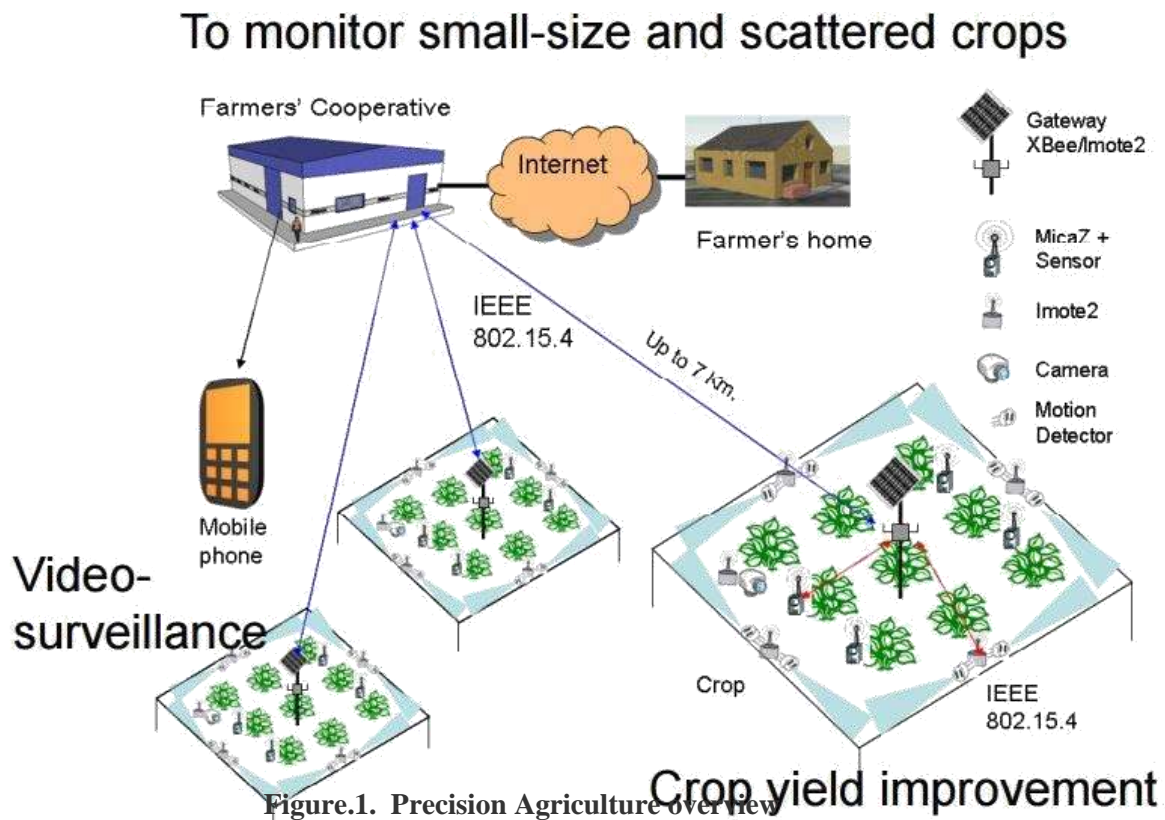 To monitor small-size and scattered crops
Farmers' Cooperative
Internet
Farmer's home
Gateway
XBee/Imote2
MicaZ +
Sensor
Imote2
Camera
Motion
Detector
IEEE
802.15.4
Up to 7 Km.
Mobile
phone
Video-
surveillance
Crop
IEEE
802.15.4
Crop yield improvement
Figure.1. Precision Agriculture overview